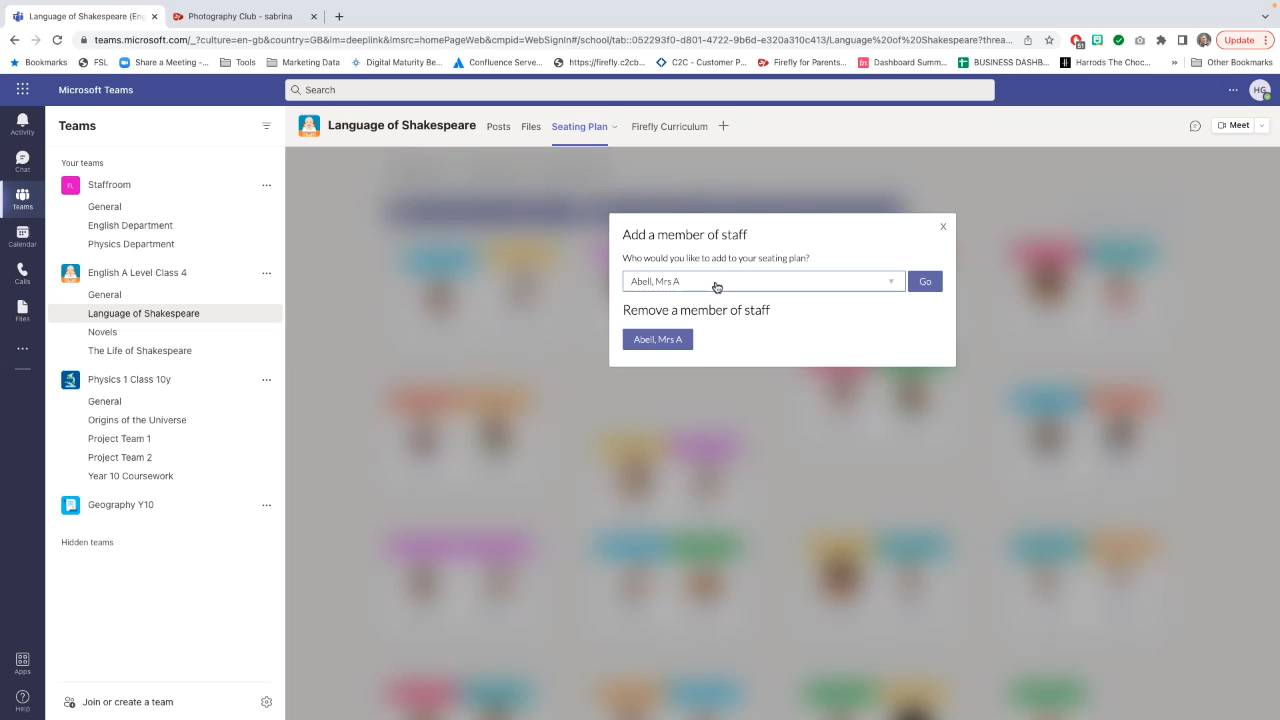 Language of Shakespeare (En
Photography Club - sabrina
teams.microsoft.com/_?culture=en-gb&country=GB&lm=deeplink&lmsrc=homePageWeb&cmpid=WebSignIn#/school/tab::052293f0-d801-4722-9b6d-e320a310c413/Language%20of%20Shakespeare?threa...
51
Update
Bookmarks
FSL
Share a Meeting -...
Tools
Marketing Data
Digital Maturity Be...
Confluence Serve...
https://firefly.c2cb...
C2C - Customer P...
Firefly for Parents...
Dashboard Summ...
BUSINESS DASHB...
Harrods The Choc...
»
Other Bookmarks
Microsoft Teams
Search
HG
Activity
Chat
Teams
Calendar
Calls
Files
Apps
Help
Teams
Your teams
FL
Staffroom
General
English Department
Physics Department
English A Level Class 4
General
Language of Shakespeare
Novels
The Life of Shakespeare
Physics 1 Class 10y
General
Origins of the Universe
Project Team 1
Project Team 2
Year 10 Coursework
Geography Y10
Hidden teams
Join or create a team
Language of Shakespeare
Posts
Files
Seating Plan
Firefly Curriculum
Meet
Add a member of staff
X
Who would you like to add to your seating plan?
Abell, Mrs A
Go
Remove a member of staff
Abell, Mrs A